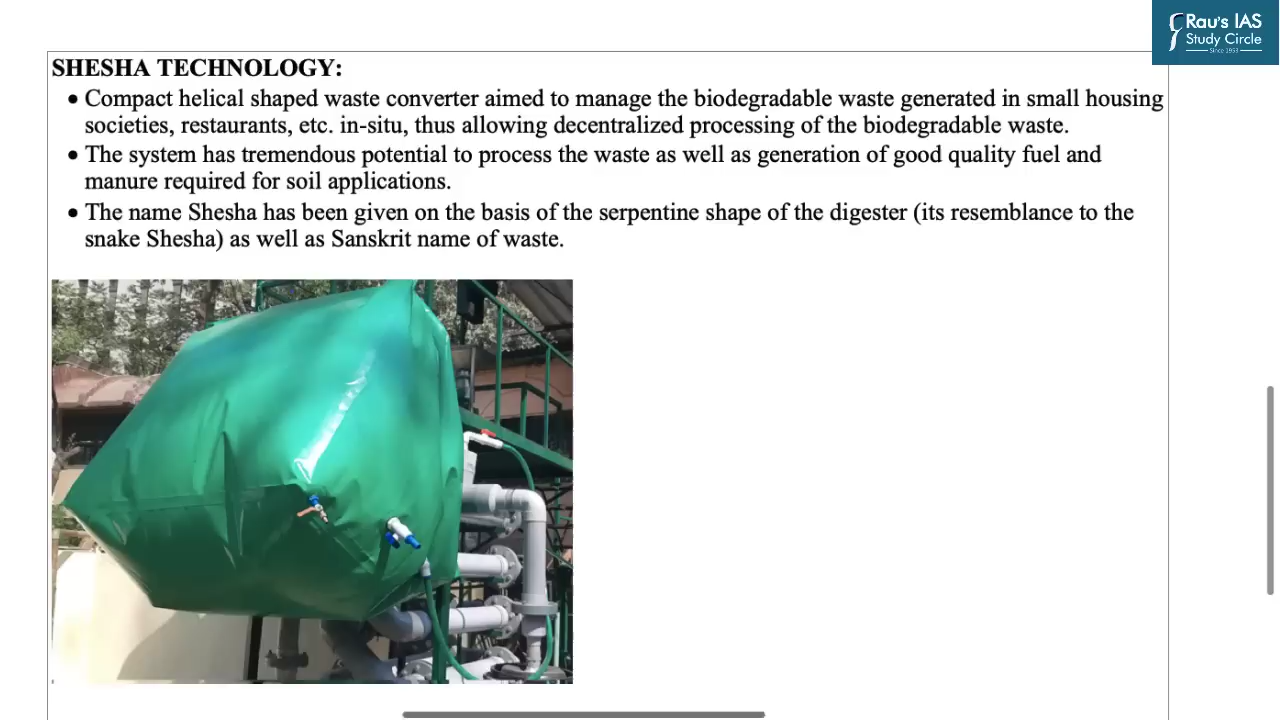 Rau's IAS
Study Circle
Since 1953
SHESHA TECHNOLOGY:
• Compact helical shaped waste converter aimed to manage the biodegradable waste generated in small housing
societies, restaurants, etc. in-situ, thus allowing decentralized processing of the biodegradable waste.
• The system has tremendous potential to process the waste as well as generation of good quality fuel and
manure required for soil applications.
• The name Shesha has been given on the basis of the serpentine shape of the digester (its resemblance to the
snake Shesha) as well as Sanskrit name of waste.